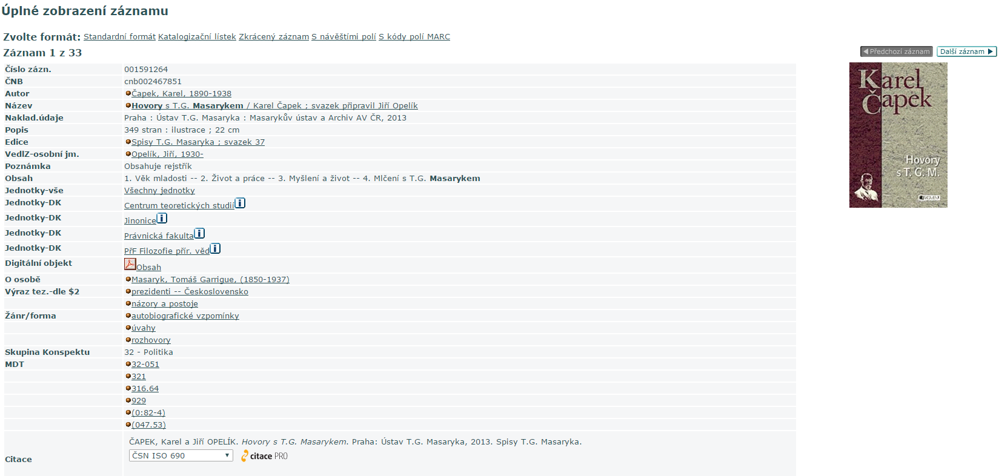 Úplné zobrazení záznamu
Zvolte formát: Standardní formát Katalogizační lístek Zkrácený záznam S návěštími polí S kódy polí MARC
Záznam 1 z 33
Předchozí záznam Další záznam
Číslo zázn. 001591264
ČNB cnb002467851
Autor Čapek, Karel, 1890-1938
Název Hovory s T.G. Masarykem / Karel Čapek ; svazek připravil Jiří Opelík
Naklad.údaje Praha : Ústav T.G. Masaryka : Masarykův ústav a Archiv AV ČR, 2013
Popis 349 stran : ilustrace ; 22 cm
Edice Spisy T.G. Masaryka ; svazek 37
VedlZ-osobní jm. Opelík, Jiří, 1930-
Poznámka Obsahuje rejstřík
Obsah 1. Věk mladosti -- 2. Život a práce -- 3. Myšlení a život -- 4. Mlčení s T.G. Masarykem
Jednotky-vše Všechny jednotky
Jednotky-DK Centrum teoretických studií
Jednotky-DK Jinonice
Jednotky-DK Právnická fakulta
Jednotky-DK PřF Filozofie přír. věd
Digitální objekt Obsah
O osobě Masaryk, Tomáš Garrigue, (1850-1937)
Výraz tez.-dle $2 prezidenti -- Československo
názory a postoje
Žánr/forma autobiografické vzpomínky
úvahy
rozhovory
Skupina Konspektu 32 - Politika
MDT 32-051
321
316.64
929
(0:82-4)
(047.53)
Citace ČAPEK, Karel a Jiří OPELÍK. Hovory s T.G. Masarykem. Praha: Ústav T.G. Masaryka, 2013. Spisy T.G. Masaryka.
ČSN ISO 690 citace PRO
Karel
Čapek
Hovory
s T. G. M.